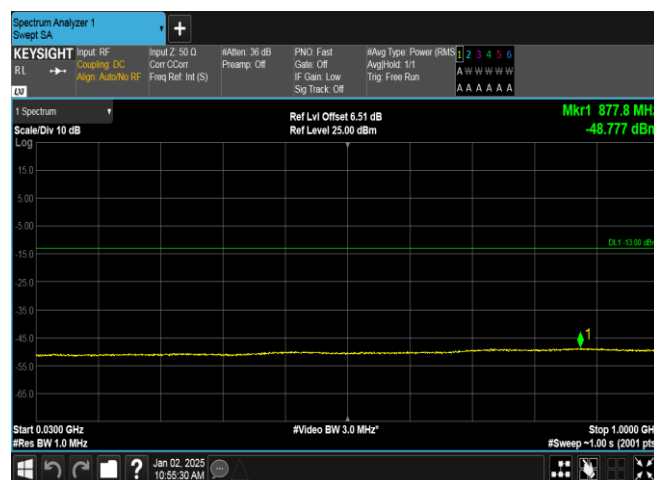 Spectrum Analyzer 1
Swept SA
+
KEYSIGHT
RL
LXI
Input: RF
Coupling: DC
Align: Auto/No RF
Input Z: 50 Ω
Corr CCorr
Freq Ref: Int (S)
#Atten: 36 dB
Preamp: Off
PNO: Fast
Gate: Off
IF Gain: Low
Sig Track: Off
#Avg Type: Power (RMS
Avg|Hold: 1/1
Trig: Free Run
1 2 3 4 5 6
A W W W W W
A A A A A A
1 Spectrum
Scale/Div 10 dB
Log
Ref Lvl Offset 6.51 dB
Ref Level 25.00 dBm
Mkr1 877.8 MHz
-48.777 dBm
15.0
5.00
-5.00
DL1 -13.00 dBm
-15.0
-25.0
-35.0
-45.0
1
-55.0
-65.0
Start 0.0300 GHz
#Res BW 1.0 MHz
#Video BW 3.0 MHz*
Stop 1.0000 GH
#Sweep ~1.00 s (2001 pts
?
Jan 02, 2025
10:55:30 AM